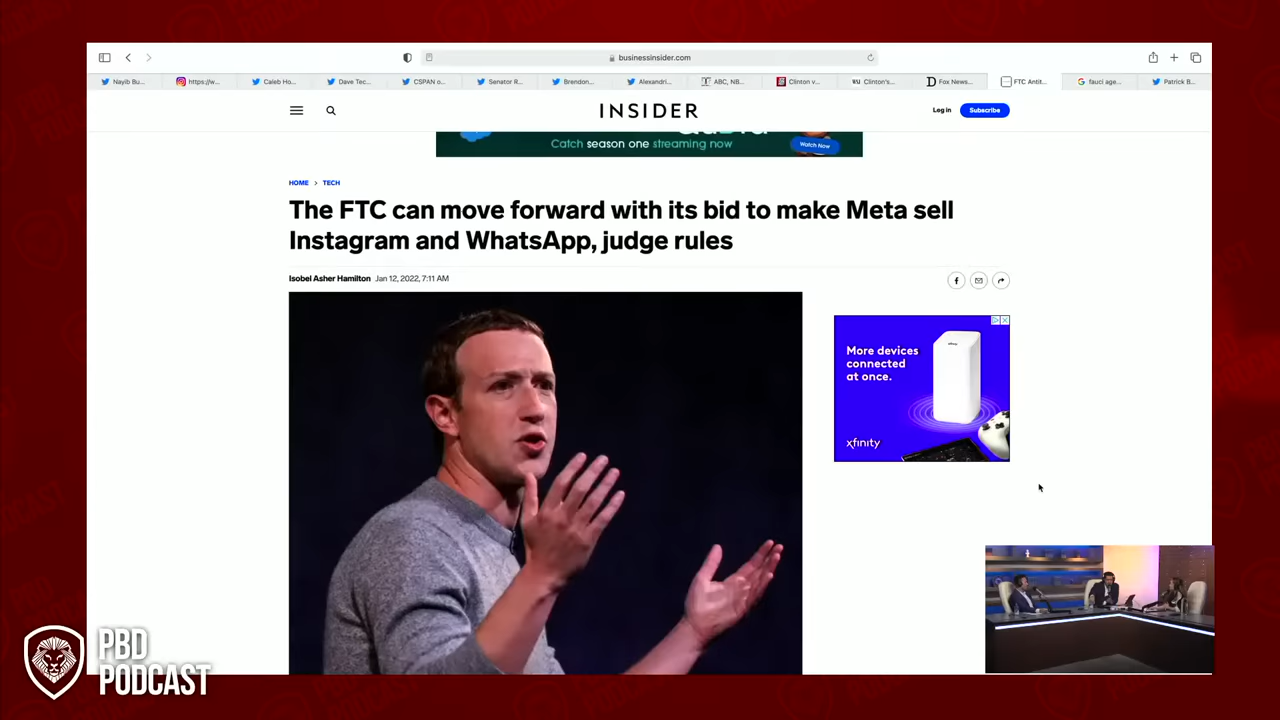 businessinsider.com
Nayib Bu...
https://w...
Caleb Ho...
Dave Tec...
CSPAN o...
Senator R...
Brendon...
Alexandri...
ABC, NB...
Clinton v...
Clinton's...
Fox News...
FTC Antit...
fauci age...
Patrick B...
INSIDER
Log in
Subscribe
Catch season one streaming now
Watch Now
HOME > TECH
The FTC can move forward with its bid to make Meta sell
Instagram and WhatsApp, judge rules
Isobel Asher Hamilton Jan 12, 2022, 7:11 AM
More devices
connected
at once.
xfinity
PBD
PODCAST